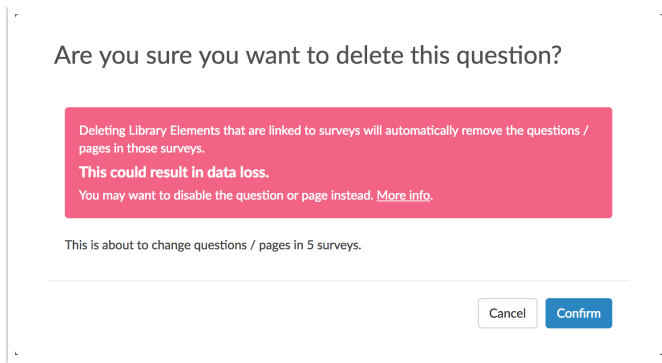 Are you sure you want to delete this question?
Deleting Library Elements that are linked to surveys will automatically remove the questions /
pages in those surveys.
This could result in data loss.
You may want to disable the question or page instead. More info.
This is about to change questions / pages in 5 surveys.
Cancel Confirm